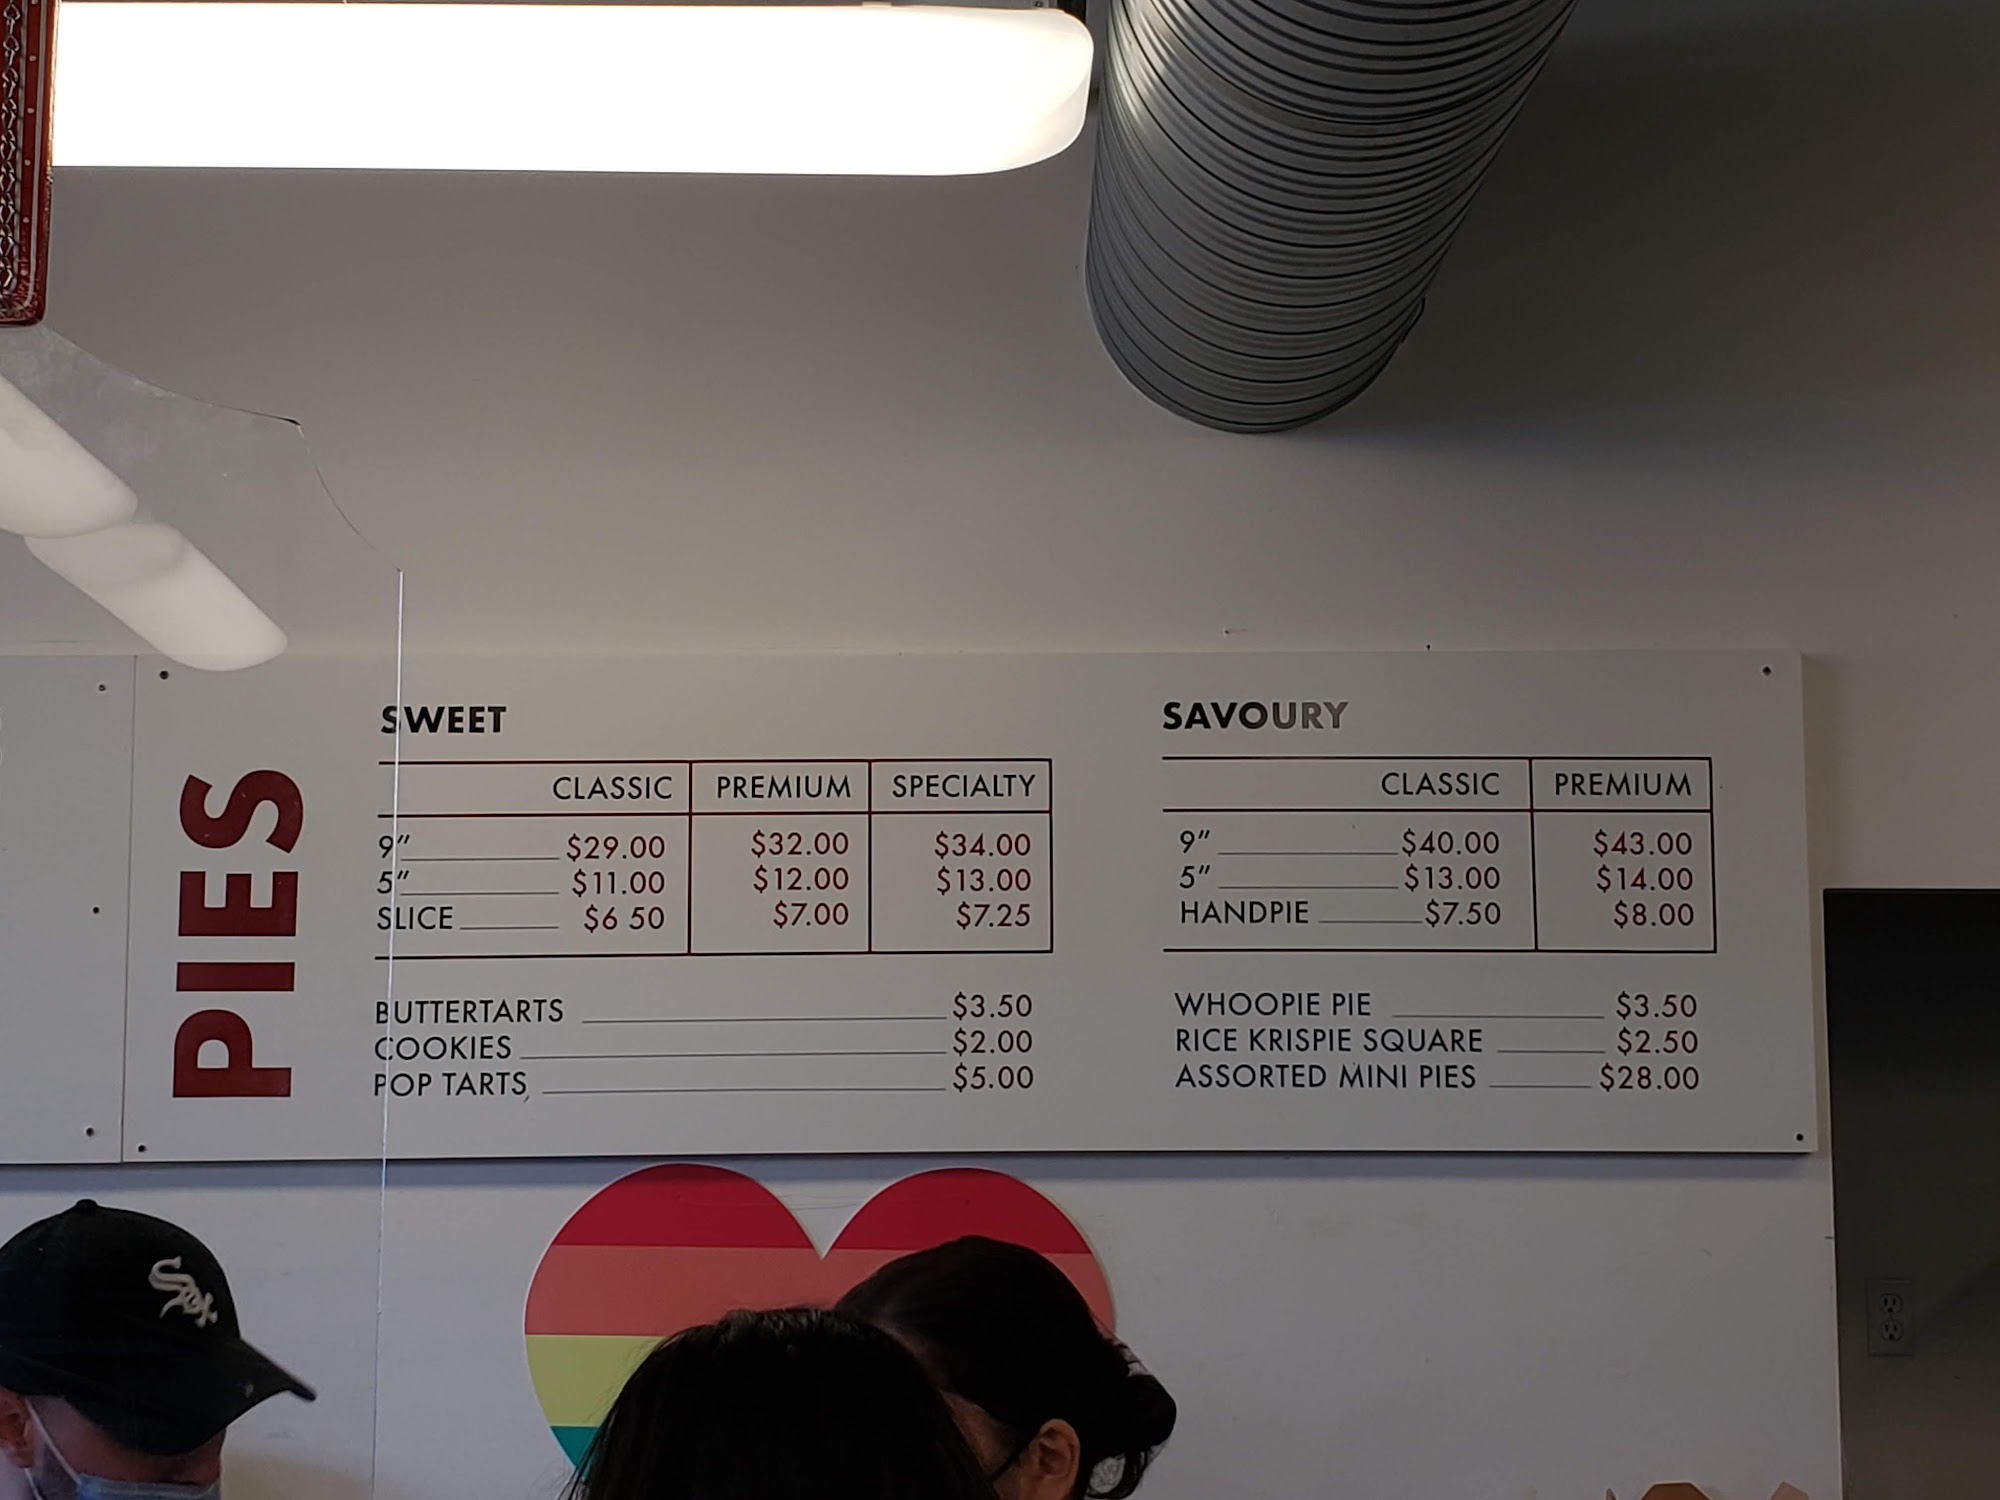 PIES
SWEET
CLASSIC PREMIUM SPECIALTY
9" $29.00 $32.00 $34.00
5" $11.00 $12.00 $13.00
SLICE $6 50 $7.00 $7.25
BUTTERTARTS $3.50
COOKIES $2.00
POP TARTS $5.00
SAVOURY
CLASSIC PREMIUM
9" $40.00 $43.00
5" $13.00 $14.00
HANDPIE $7.50 $8.00
WHOOPIE PIE $3.50
RICE KRISPIE SQUARE $2.50
ASSORTED MINI PIES $28.00
Sox